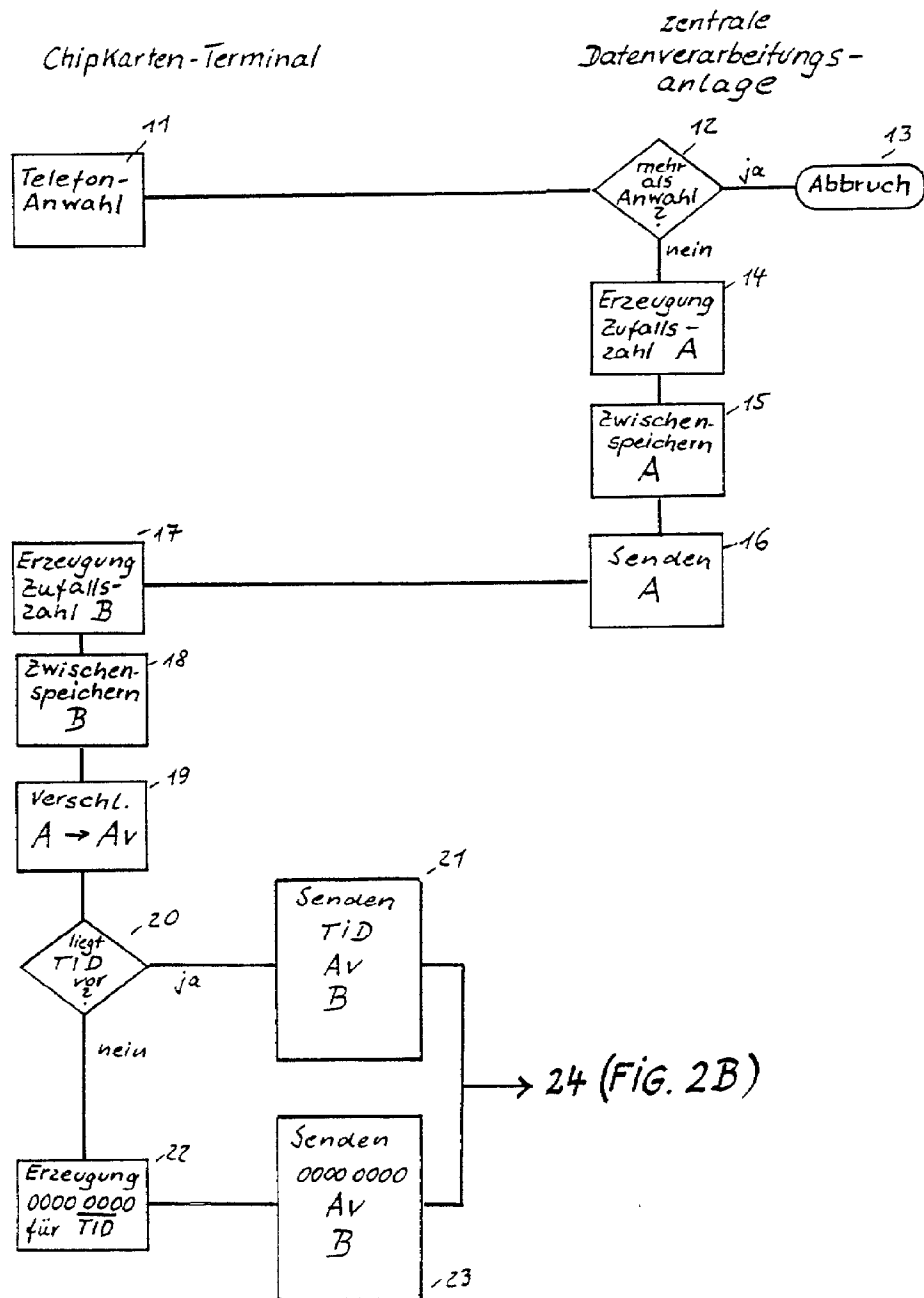 Chipkarten-Terminal
zentrale
Datenverarbeitungs-
anlage
11
Telefon-
Anwahl
12
mehr
als
Anwahl
?
ja
13
Abbruch
nein
14
Erzeugung
Zufalls-
zahl A
15
Zwischen-
speichern
A
16
Senden
A
17
Erzeugung
Zufalls-
zahl B
18
Zwischen-
speichern
B
19
Verschl.
A → Av
20
liegt
TID
vor
?
ja
21
Senden
TID
Av
B
nein
24 (FIG. 2B)
22
Erzeugung
0000 0000
für TID
Senden
0000 0000
Av
B
23